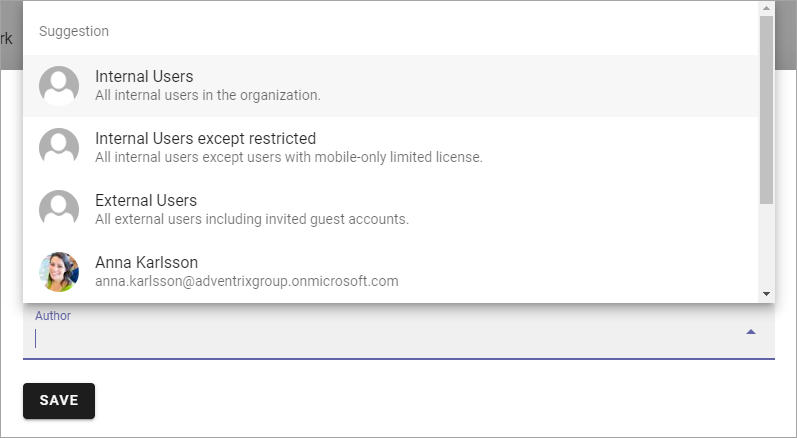 rk
Suggestion
Internal Users
All internal users in the organization.
Internal Users except restricted
All internal users except users with mobile-only limited license.
External Users
All external users including invited guest accounts.
Anna Karlsson
anna.karlsson@adventrixgroup.onmicrosoft.com
Author
SAVE